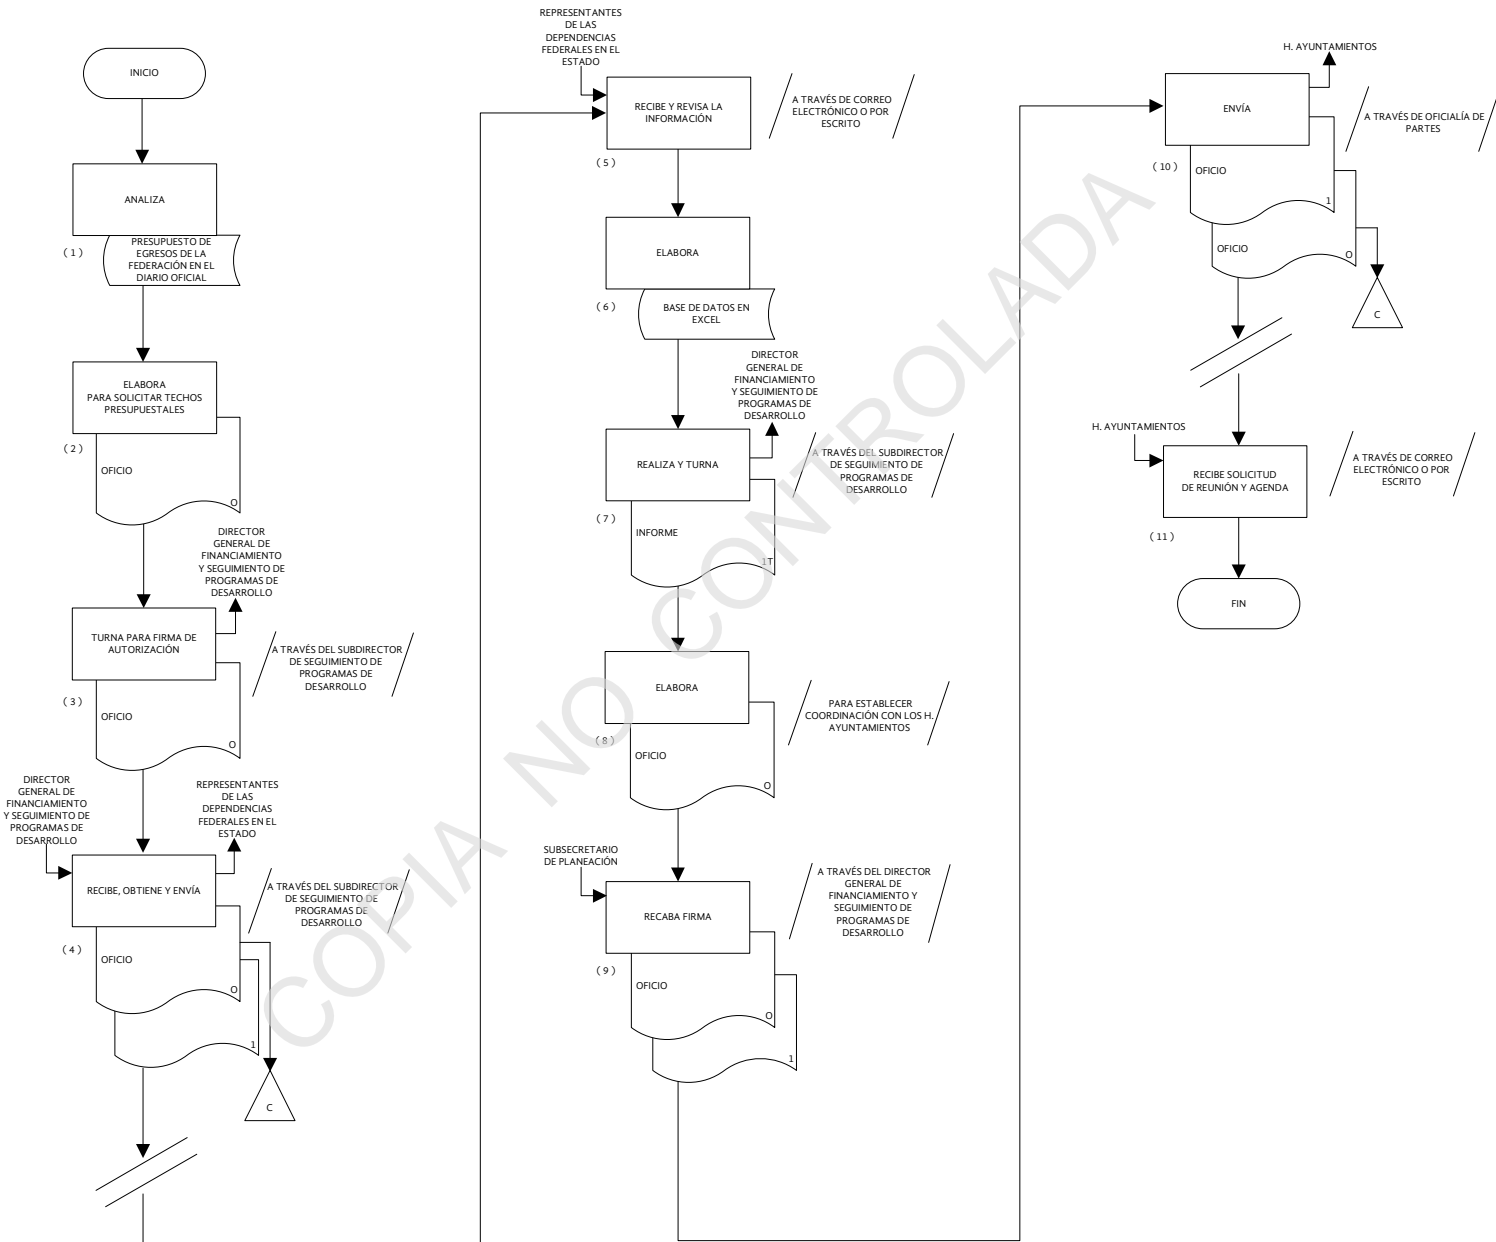 INICIO
ANALIZA
( 1 )
PRESUPUESTO DE
EGRESOS DE LA
FEDERACIÓN EN EL
DIARIO OFICIAL
ELABORA
PARA SOLICITAR TECHOS
PRESUPUESTALES
( 2 )
OFICIO
O
DIRECTOR
GENERAL DE
FINANCIAMIENTO
Y SEGUIMIENTO DE
PROGRAMAS DE
DESARROLLO
TURNA PARA FIRMA DE
AUTORIZACIÓN
A TRAVÉS DEL SUBDIRECTOR
DE SEGUIMIENTO DE
PROGRAMAS DE
DESARROLLO
( 3 )
OFICIO
O
DIRECTOR
GENERAL DE
FINANCIAMIENTO
Y SEGUIMIENTO DE
PROGRAMAS DE
DESARROLLO
REPRESENTANTES
DE LAS
DEPENDENCIAS
FEDERALES EN EL
ESTADO
RECIBE, OBTIENE Y ENVÍA
A TRAVÉS DEL SUBDIRECTOR
DE SEGUIMIENTO DE
PROGRAMAS DE
DESARROLLO
( 4 )
OFICIO
O
1
C
REPRESENTANTES
DE LAS
DEPENDENCIAS
FEDERALES EN EL
ESTADO
RECIBE Y REVISA LA
INFORMACIÓN
A TRAVÉS DE CORREO
ELECTRÓNICO O POR
ESCRITO
( 5 )
ELABORA
( 6 )
BASE DE DATOS EN
EXCEL
DIRECTOR
GENERAL DE
FINANCIAMIENTO
Y SEGUIMIENTO DE
PROGRAMAS DE
DESARROLLO
REALIZA Y TURNA
A TRAVÉS DEL SUBDIRECTOR
DE SEGUIMIENTO DE
PROGRAMAS DE
DESARROLLO
( 7 )
INFORME
1T
ELABORA
PARA ESTABLECER
COORDINACIÓN CON LOS H.
AYUNTAMIENTOS
( 8 )
OFICIO
O
SUBSECRETARIO
DE PLANEACIÓN
RECABA FIRMA
A TRAVÉS DEL DIRECTOR
GENERAL DE
FINANCIAMIENTO Y
SEGUIMIENTO DE
PROGRAMAS DE
DESARROLLO
( 9 )
OFICIO
O
1
H. AYUNTAMIENTOS
ENVÍA
A TRAVÉS DE OFICIALÍA DE
PARTES
( 10 )
OFICIO
1
OFICIO
O
C
H. AYUNTAMIENTOS
RECIBE SOLICITUD
DE REUNIÓN Y AGENDA
A TRAVÉS DE CORREO
ELECTRÓNICO O POR
ESCRITO
( 11 )
FIN
COPIA NO CONTROLADA